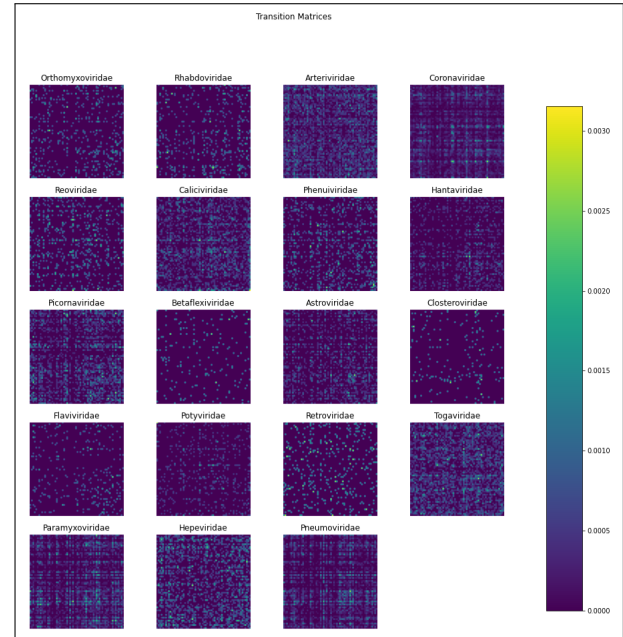 Transition Matrices
Orthomyxoviridae Rhabdoviridae Arteriviridae Coronaviridae
Reoviridae Caliciviridae Phenuiviridae Hantaviridae
Picornaviridae Betaflexiviridae Astroviridae Closteroviridae
Flaviviridae Potyviridae Retroviridae Togaviridae
Paramyxoviridae Hepeviridae Pneumoviridae
0.0030
0.0025
0.0020
0.0015
0.0010
0.0005
0.0000